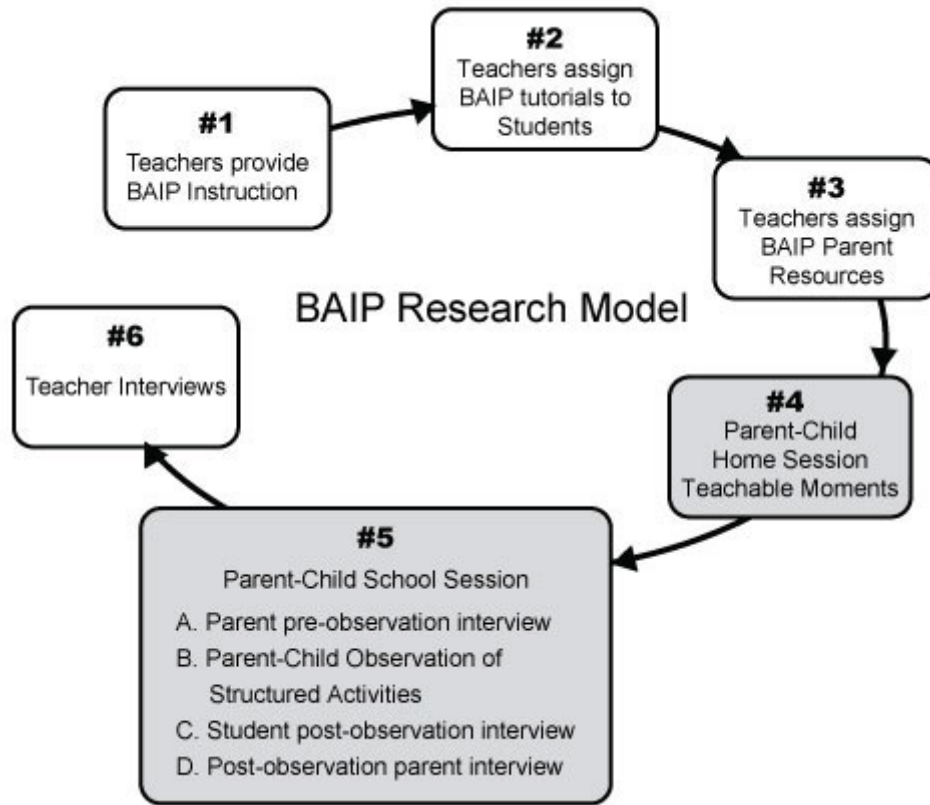 #1
Teachers provide
BAIP Instruction
#2
Teachers assign
BAIP tutorials to
Students
#3
Teachers assign
BAIP Parent
Resources
BAIP Research Model
#4
Parent-Child
Home Session
Teachable Moments
#5
Parent-Child School Session
A. Parent pre-observation interview
B. Parent-Child Observation of
Structured Activities
C. Student post-observation interview
D. Post-observation parent interview
#6
Teacher Interviews